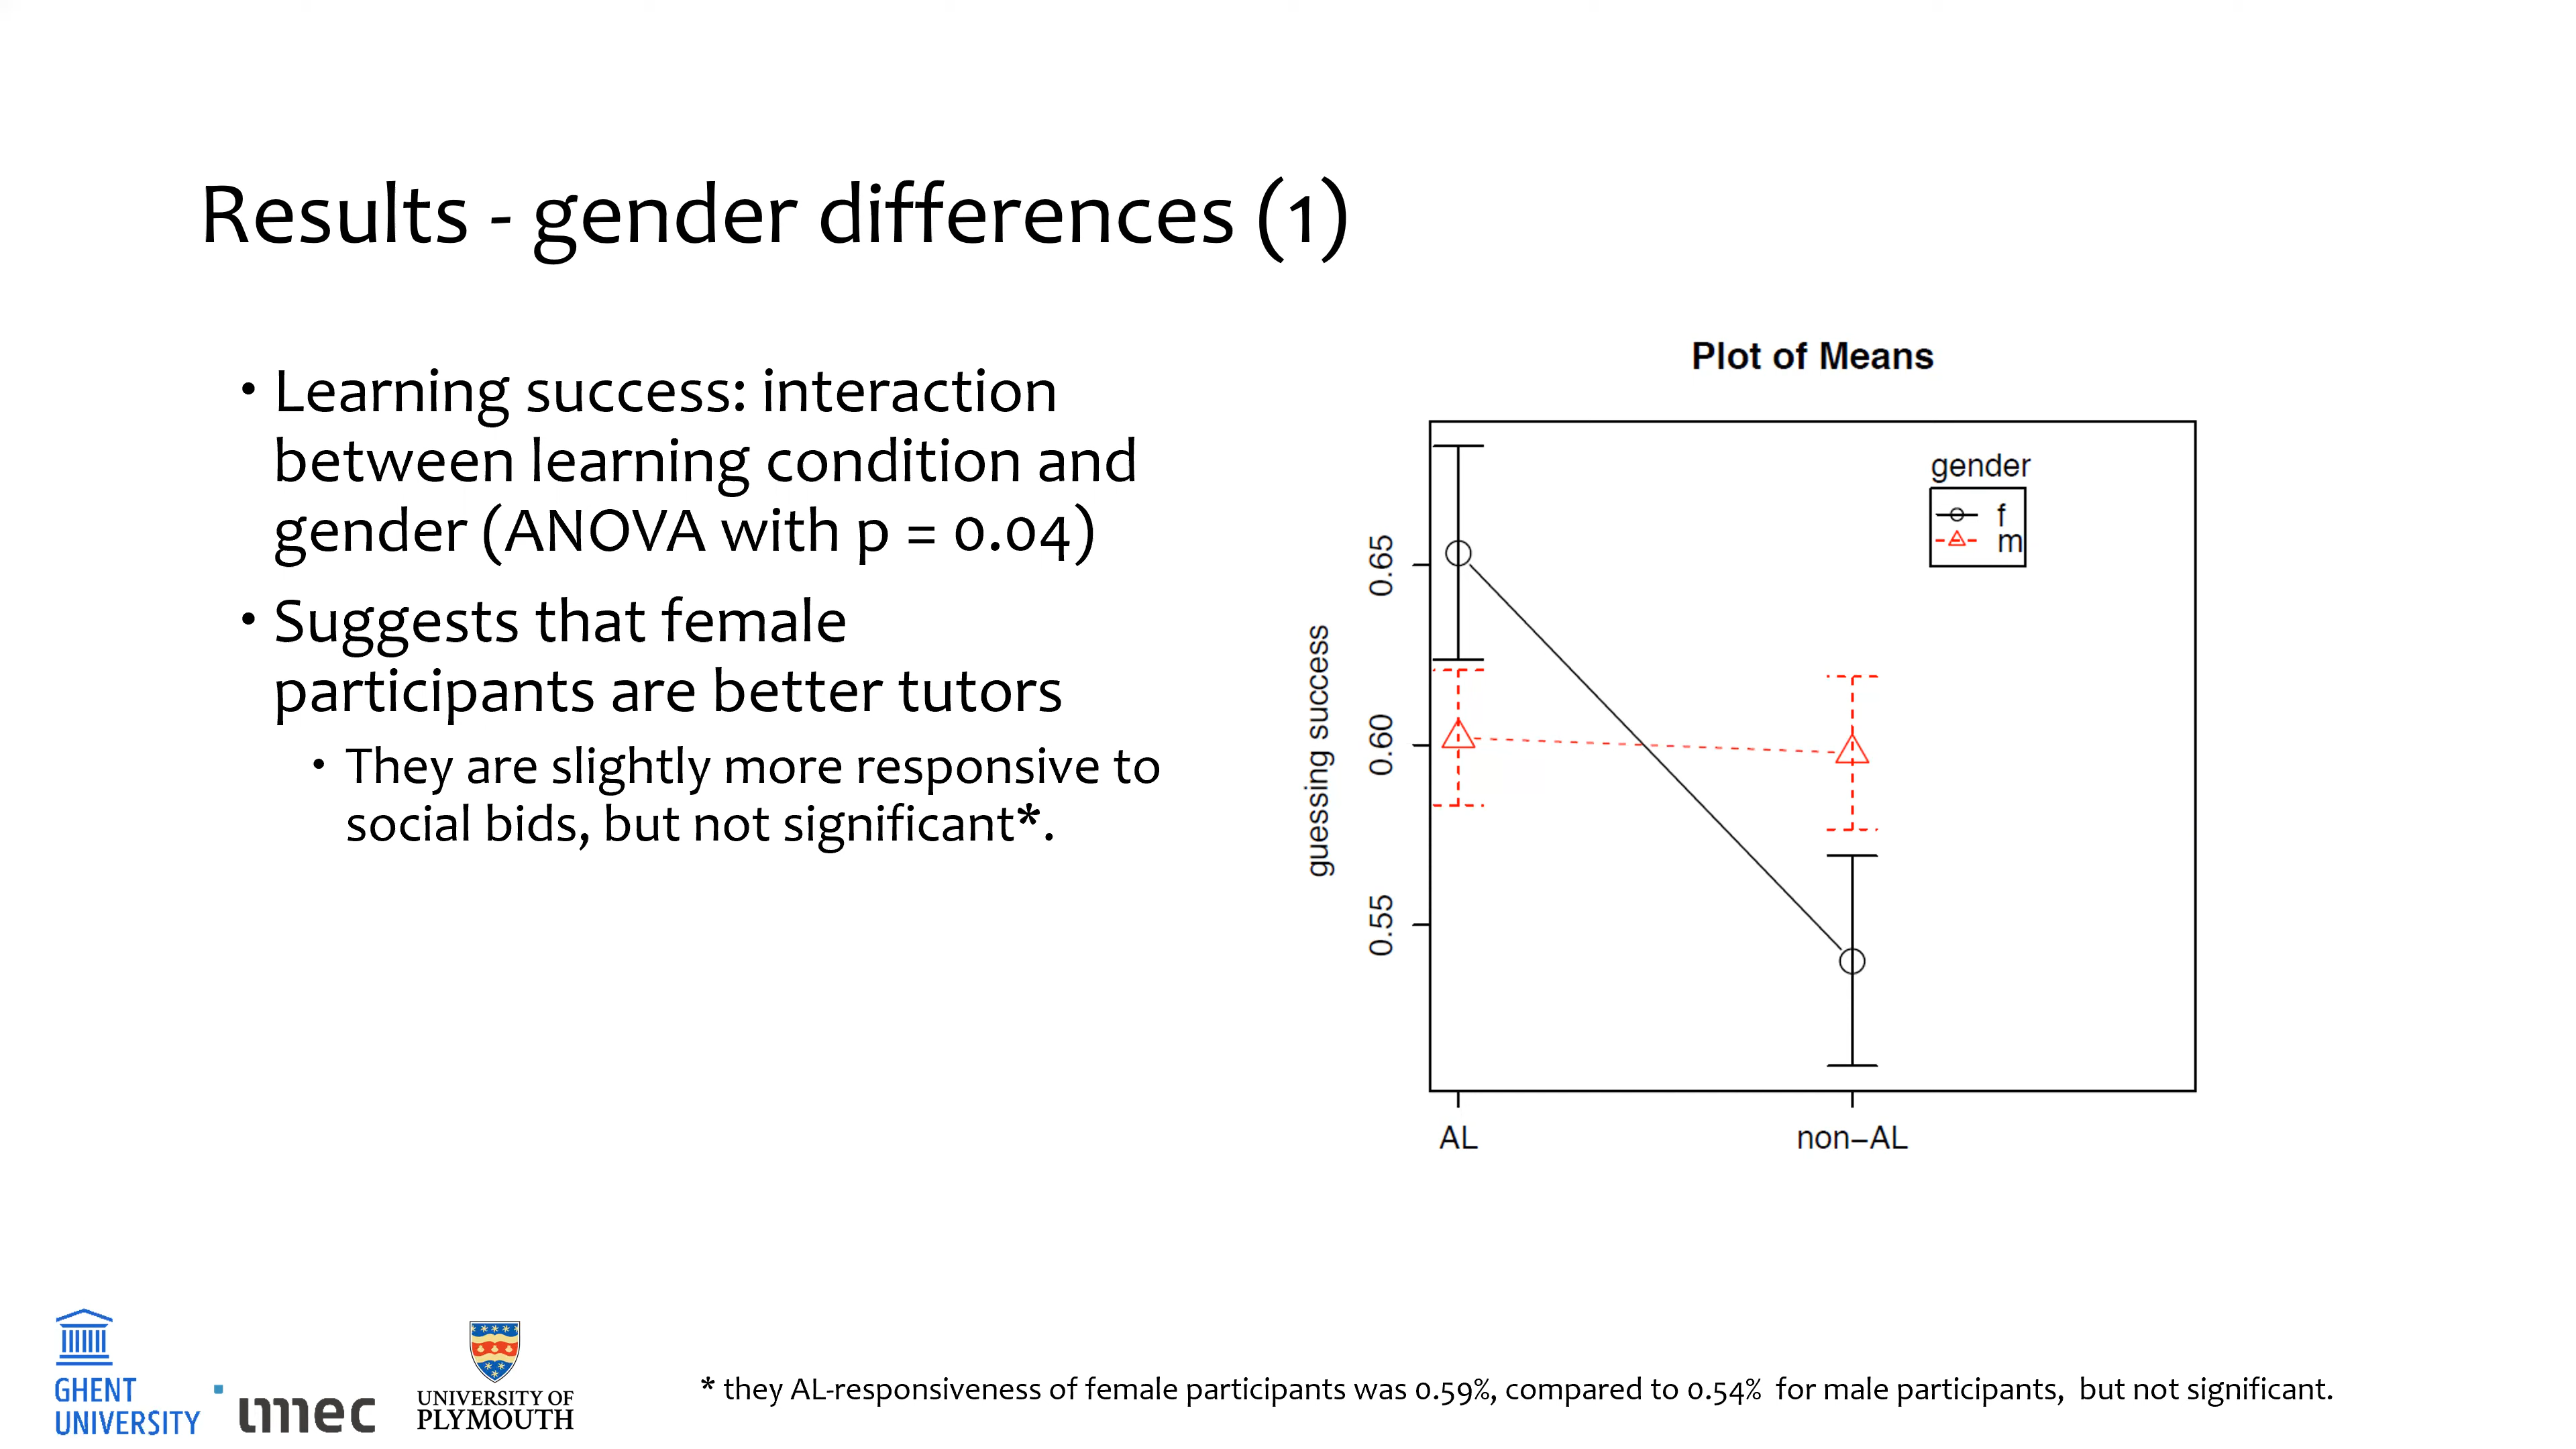 Results - gender differences (1)
• Learning success: interaction
between learning condition and
gender (ANOVA with p = 0.04)
• Suggests that female
participants are better tutors
• They are slightly more responsive to
social bids, but not significant*.
Plot of Means
gender
f
m
guessing success
0.65
0.60
0.55
AL
non-AL
GHENT
UNIVERSITY
imec
UNIVERSITY OF
PLYMOUTH
* they AL-responsiveness of female participants was 0.59%, compared to 0.54% for male participants, but not significant.